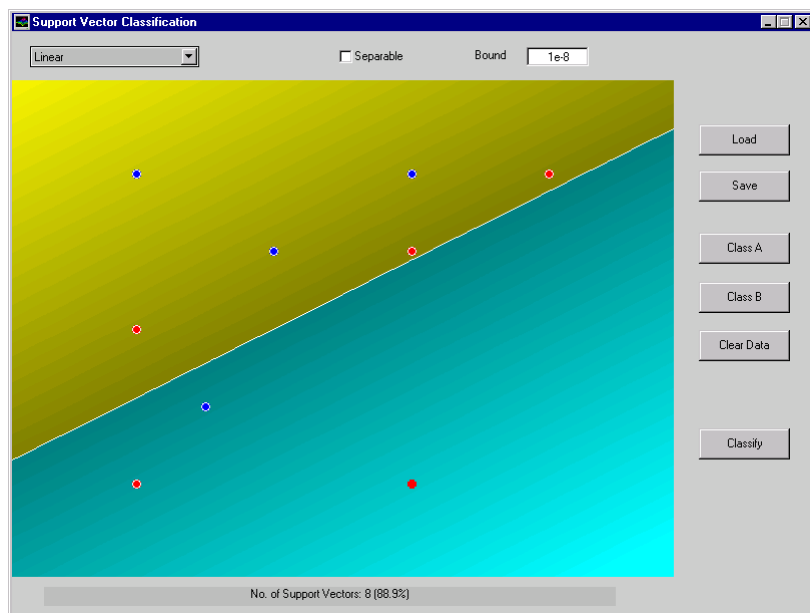 Support Vector Classification
Linear
Separable
Bound
1e-8
Load
Save
Class A
Class B
Clear Data
Classify
No. of Support Vectors: 8 (88.9%)